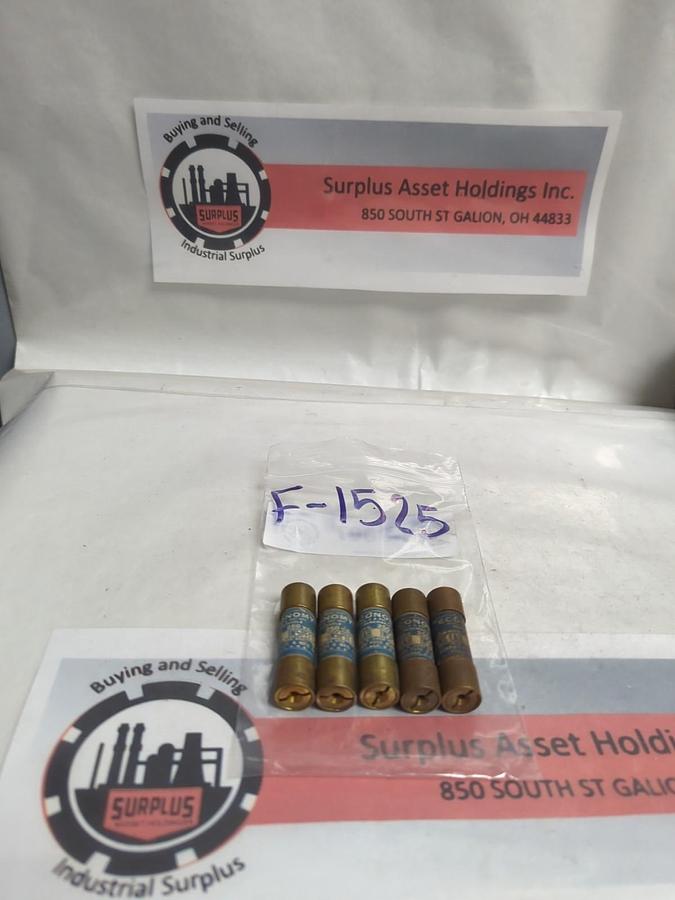 Buying and Selling
SURPLUS
Industrial Surplus
Surplus Asset Holdings Inc.
850 SOUTH ST GALION, OH 44833
F-1525
Buying and Selling
SURPLUS
Industrial Surplus
Surplus Asset Holdi
850 SOUTH ST GALIO